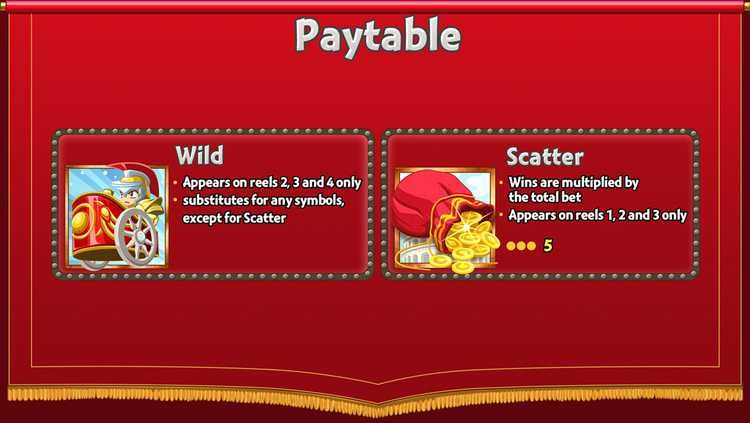 Paytable
Wild
• Appears on reels 2, 3 and 4 only
• substitutes for any symbols,
except for Scatter
Scatter
• Wins are multiplied by
the total bet
• Appears on reels 1, 2 and 3 only
5